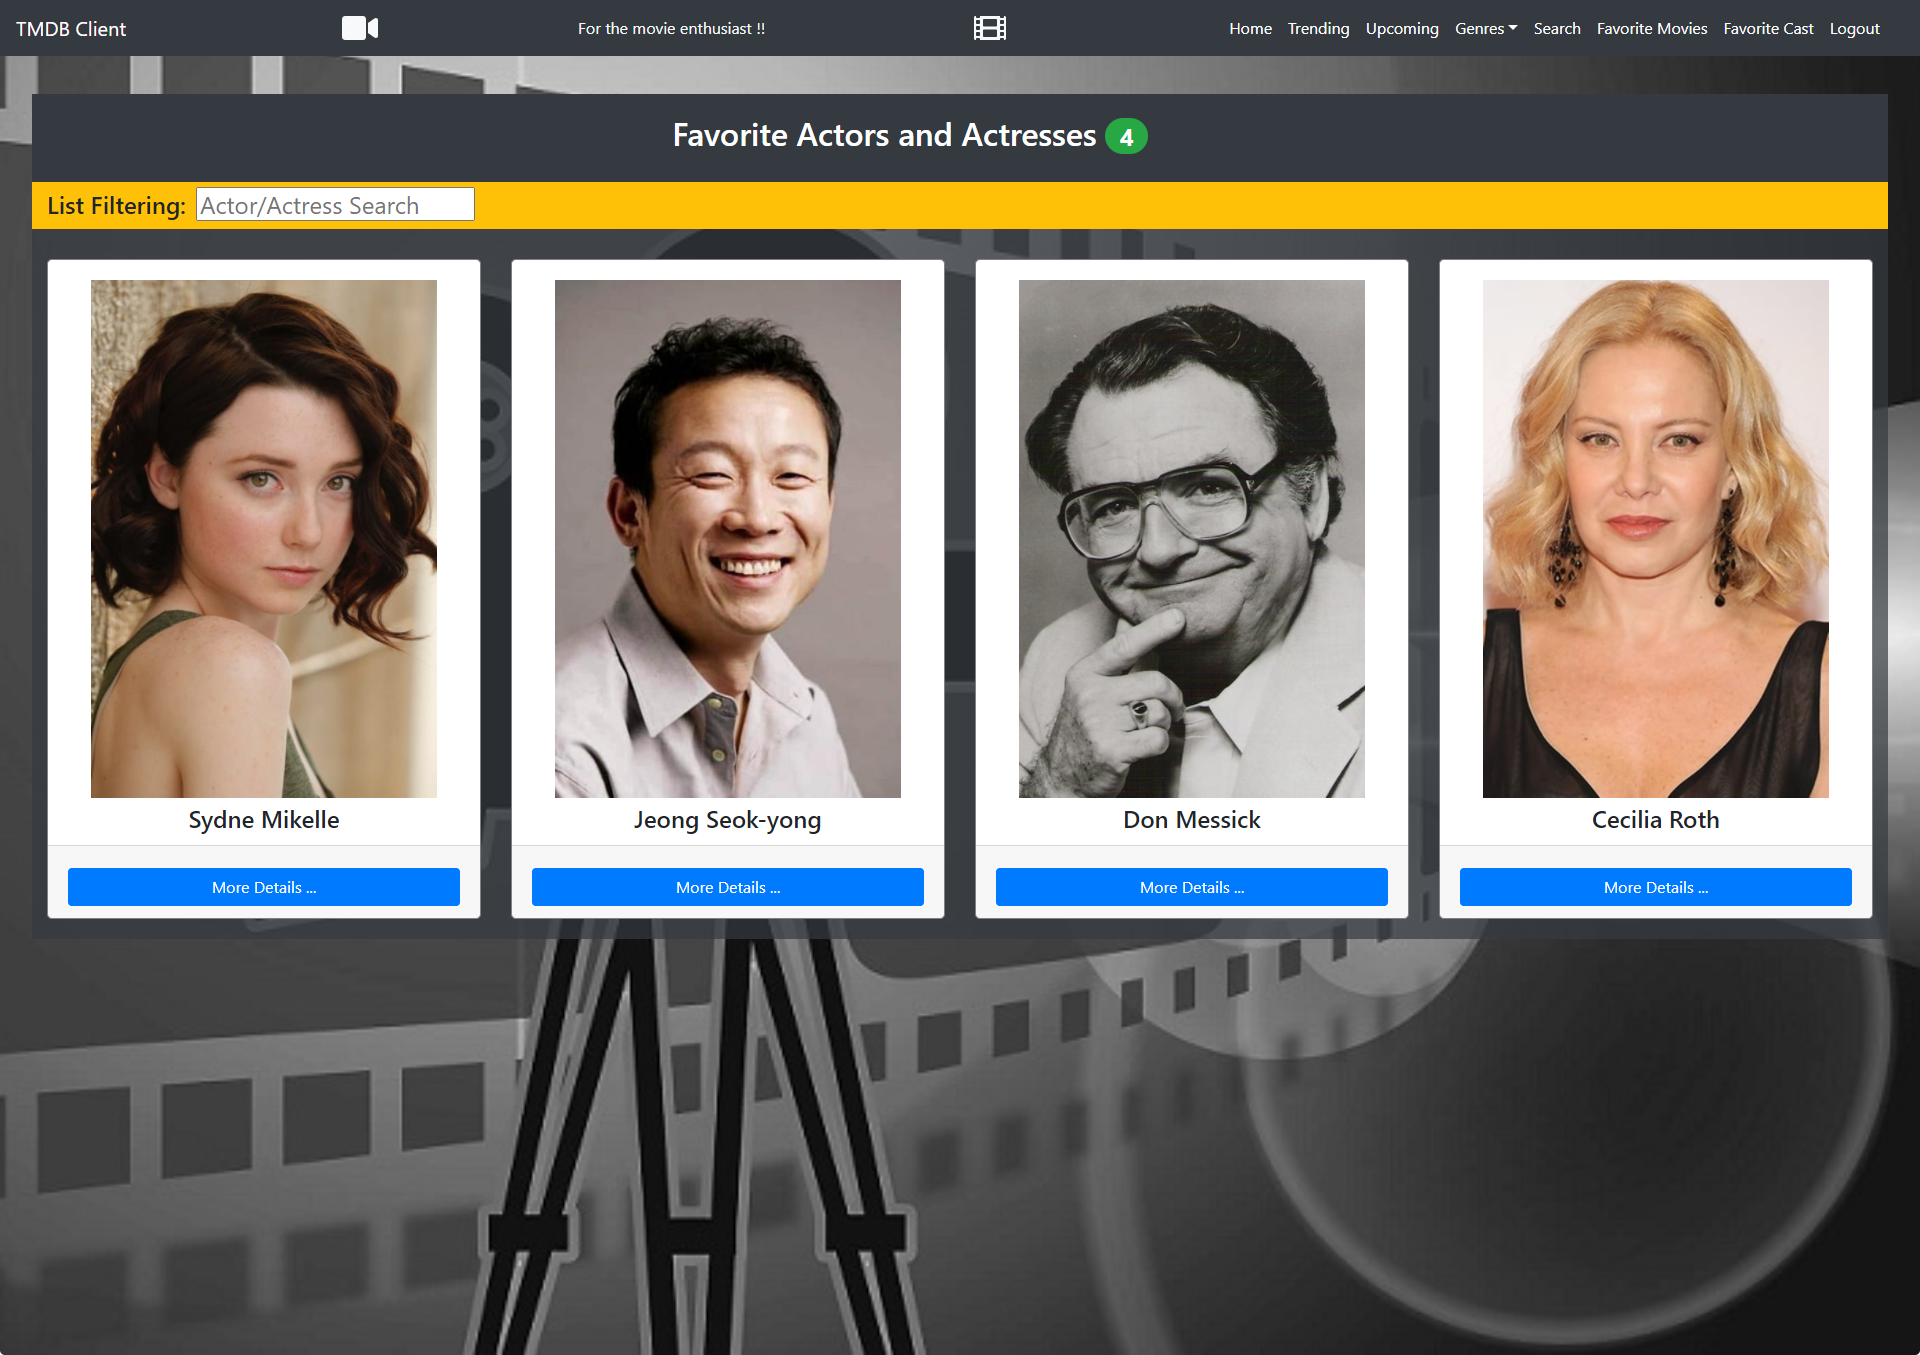 TMDB Client For the movie enthusiast !! Home Trending Upcoming Genres Search Favorite Movies Favorite Cast Logout
Favorite Actors and Actresses 4
List Filtering: Actor/Actress Search
Sydne Mikelle Jeong Seok-yong Don Messick Cecilia Roth
More Details ... More Details ... More Details ... More Details ...